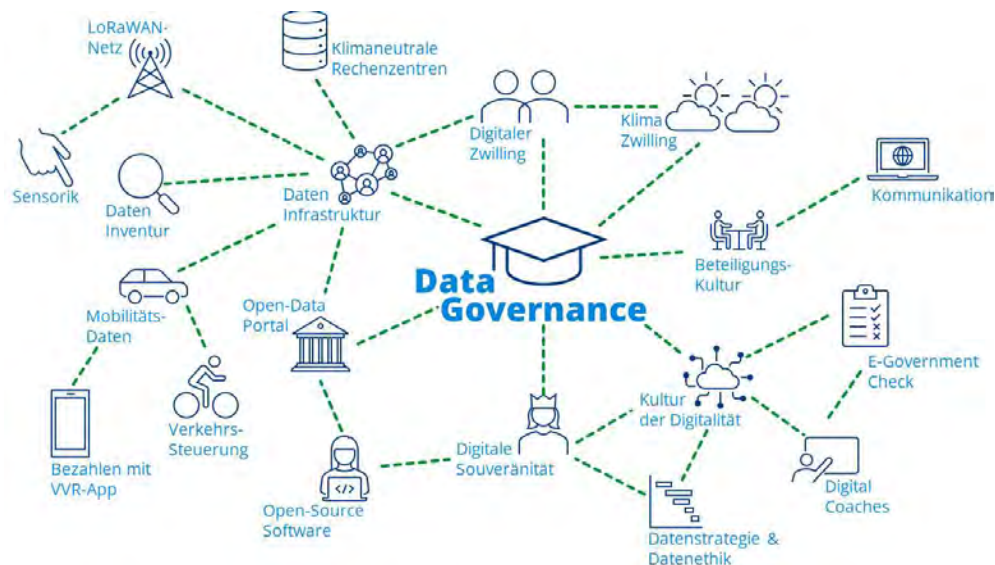 LoRaWAN-
Netz
Klimaneutrale
Rechenzentren
Digitaler
Zwilling
Klima
Zwilling
Kommunikation
Sensorik
Daten
Inventur
Daten
Infrastruktur
Beteiligungs-
Kultur
Data
Governance
Mobilitäts-
Daten
Open-Data
Portal
E-Government
Check
Kultur
der Digitalität
Verkehrs-
Steuerung
Bezahlen mit
VVR-App
Digitale
Souveränität
</>
Open-Source
Software
Digital
Coaches
Datenstrategie &
Datenethik